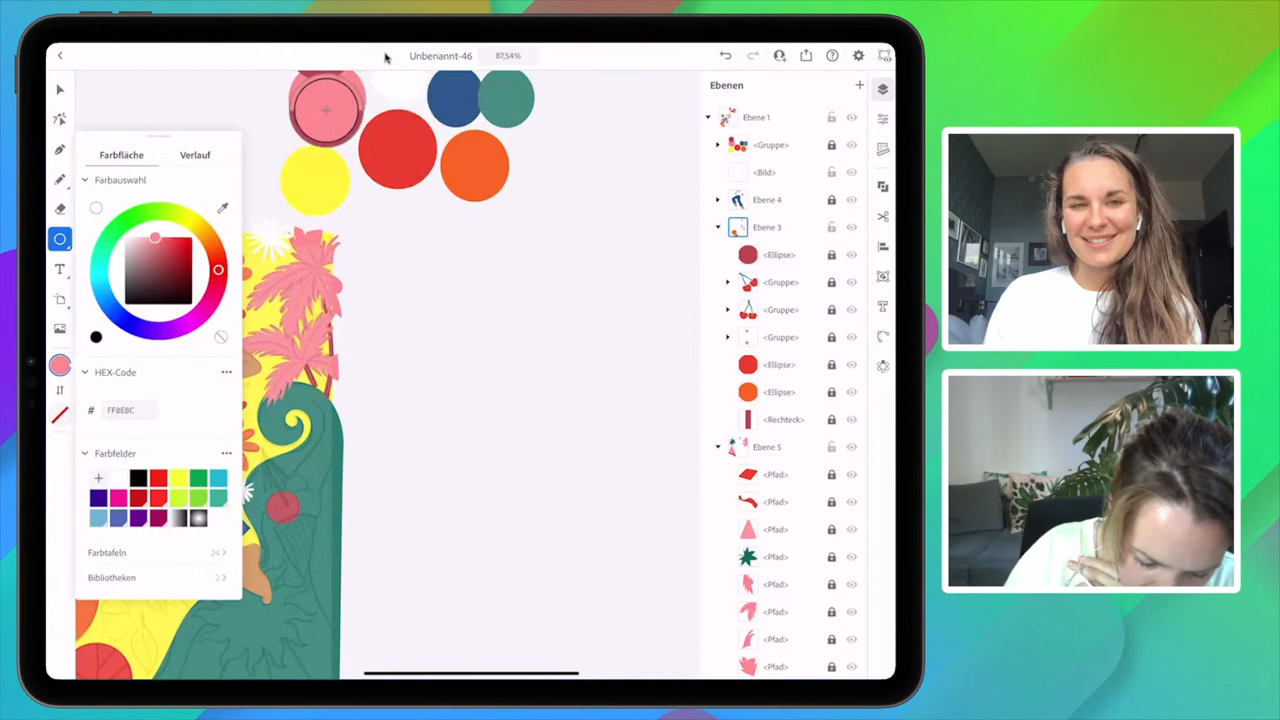 Unbenannt-46
87,54%
Ebenen
Ebene 1
<Gruppe>
<Bild>
Ebene 4
Ebene 3
<Ellipse>
<Gruppe>
<Gruppe>
<Gruppe>
<Ellipse>
<Ellipse>
<Rechteck>
Ebene 5
<Pfad>
<Pfad>
<Pfad>
<Pfad>
<Pfad>
<Pfad>
<Pfad>
<Pfad>
Farbfläche
Verlauf
Farbauswahl
HEX-Code
# FF8E8C
Farbfelder
Farbtafeln 24
Bibliotheken 2